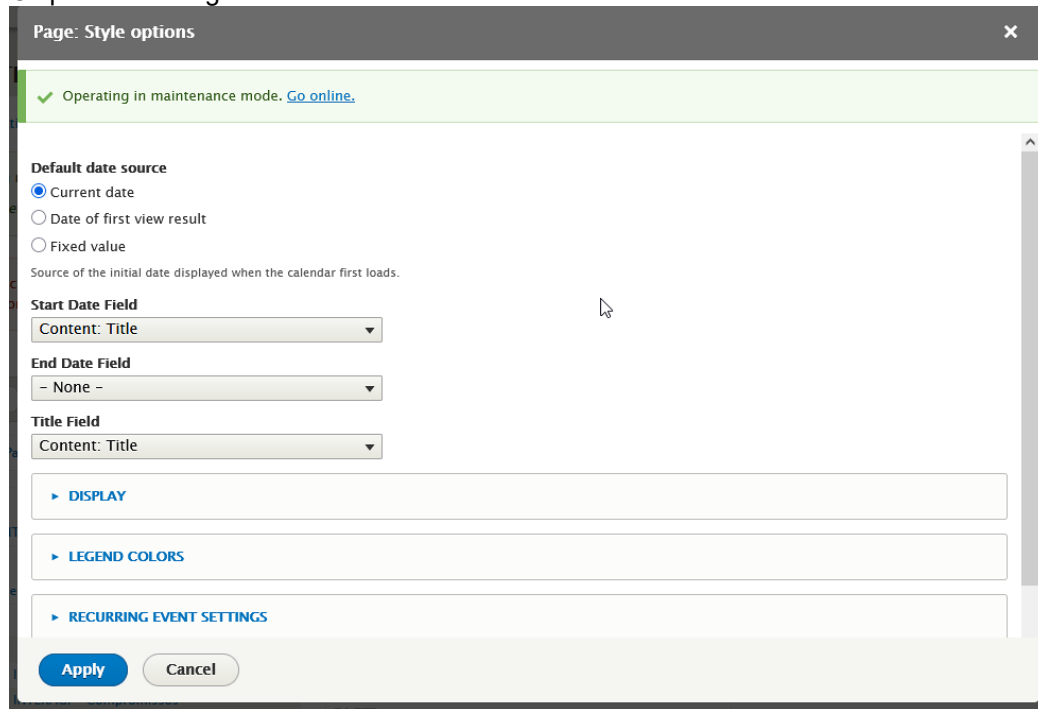 Page: Style options
Operating in maintenance mode. Go online.
Default date source
Current date
Date of first view result
Fixed value
Source of the initial date displayed when the calendar first loads.
Start Date Field
Content: Title
End Date Field
- None -
Title Field
Content: Title
DISPLAY
LEGEND COLORS
RECURRING EVENT SETTINGS
Apply
Cancel